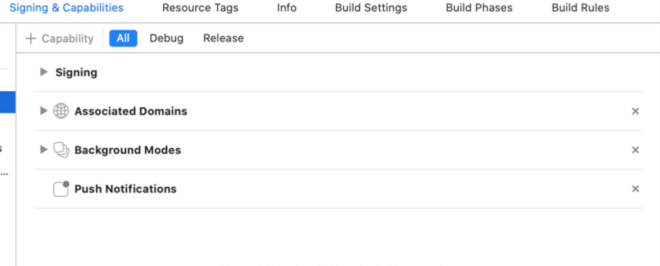 Signing & Capabilities Resource Tags Info Build Settings Build Phases Build Rules
+ Capability All Debug Release
Signing
Associated Domains
Background Modes
Push Notifications